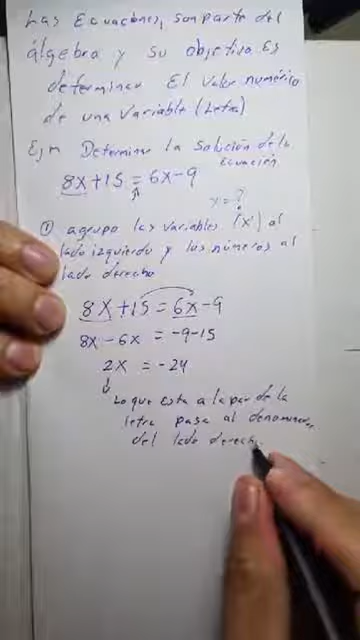 Las Ecuaciones, son parte del
álgebra y su objetivo Es
determinar El valor numérico
de una Variable (Letra)
Ejm Determinar la Solución de la
Ecuación
8X+15=6X-9
x=?
① agrupo las variables (x) al
lado izquierdo y los números al
lado derecho
8X+15=6X-9
8X-6X=-9-15
2X=-24
Lo que Esta a la par de la
letra pasa al denominador
del lado derech